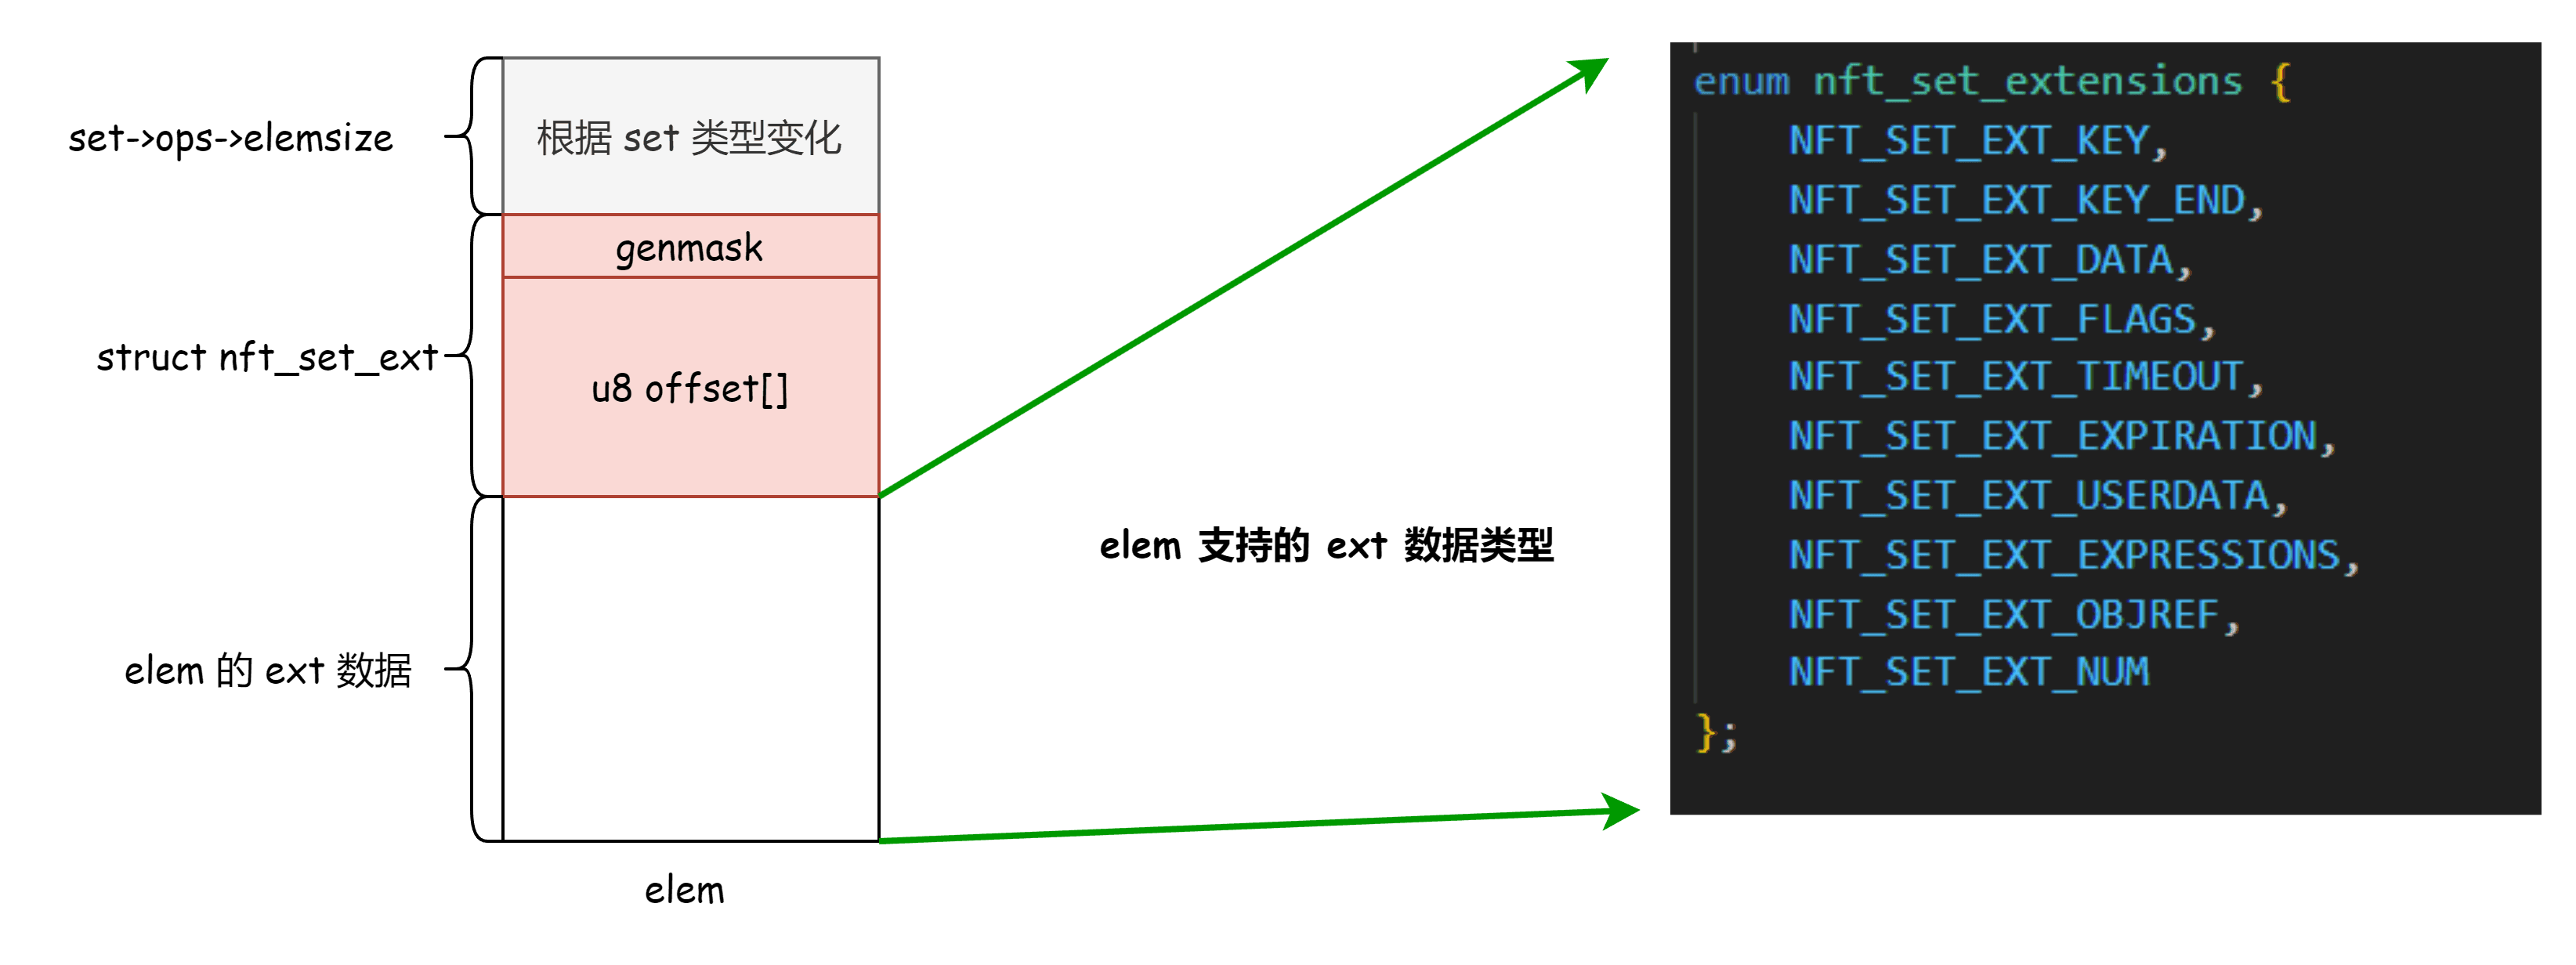 set->ops->elemsize
根据 set 类型变化
genmask
struct nft_set_ext
u8 offset[]
elem 的 ext 数据
elem
elem 支持的 ext 数据类型
enum nft_set_extensions {
NFT_SET_EXT_KEY,
NFT_SET_EXT_KEY_END,
NFT_SET_EXT_DATA,
NFT_SET_EXT_FLAGS,
NFT_SET_EXT_TIMEOUT,
NFT_SET_EXT_EXPIRATION,
NFT_SET_EXT_USERDATA,
NFT_SET_EXT_EXPRESSIONS,
NFT_SET_EXT_OBJREF,
NFT_SET_EXT_NUM
};